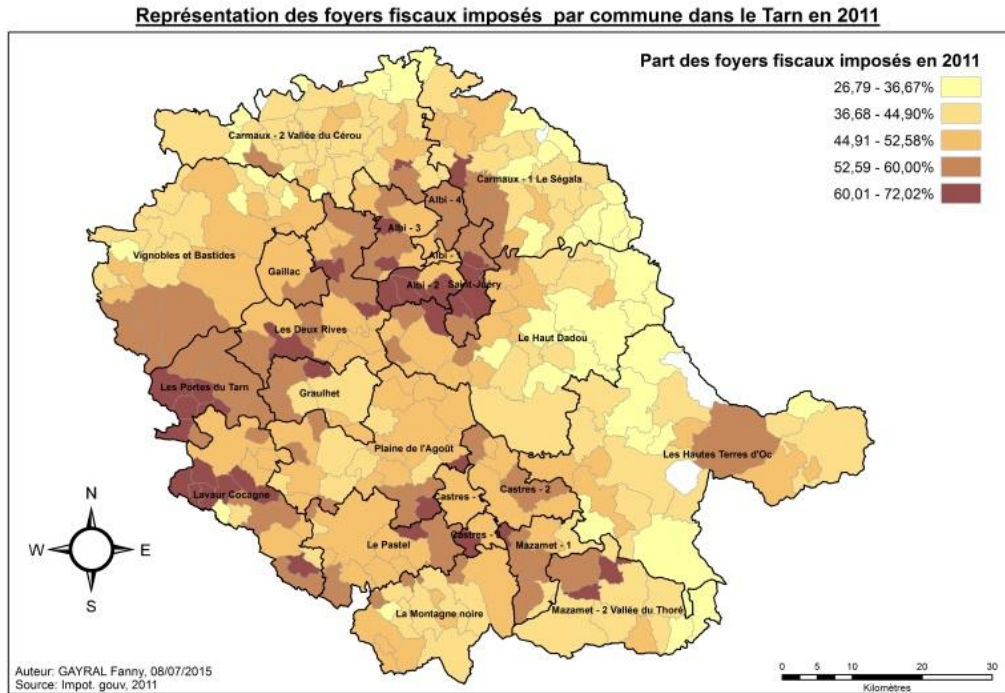 Représentation des foyers fiscaux imposés par commune dans le Tarn en 2011
Part des foyers fiscaux imposés en 2011
26,79 - 36,67%
36,68 - 44,90%
44,91 - 52,58%
52,59 - 60,00%
60,01 - 72,02%
Carmaux - 2 Vallée du Cérou
Carmaux - 1 Le Ségala
Albi - 4
Albi - 3
Vignobles et Bastides
Albi -
Gaillac
Albi - 2
Saint-Juéry
Les Deux Rives
Le Haut Dadou
Les Portes du Tarn
Graulhet
Plaine de l'Agoût
Les Hautes Terres d'Oc
Lavaur Cocagne
Castres - 2
Castres -
Castres -
Le Pastel
Mazamet - 1
La Montagne noire
Mazamet - 2 Vallée du Thoré
N
W
E
S
Auteur: GAYRAL Fanny, 08/07/2015
Source: Impot. gouv, 2011
0 5 10 20 30
Kilomètres